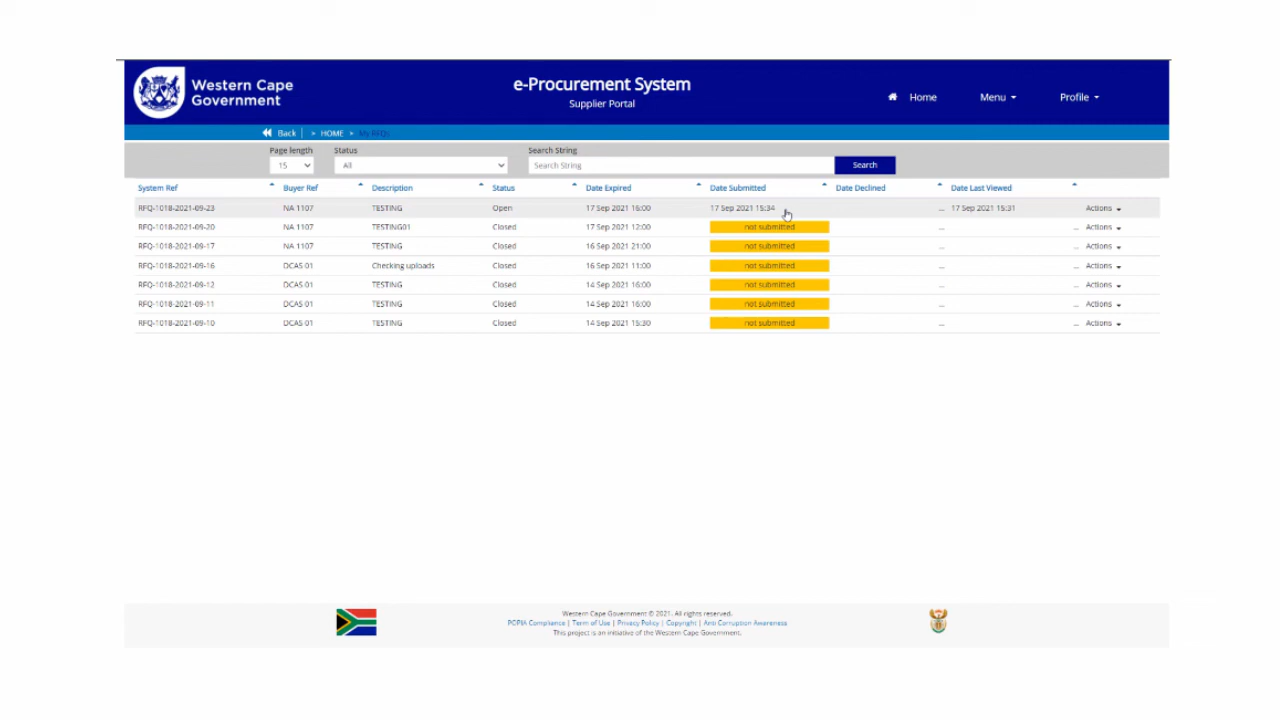 Western Cape
Government
e-Procurement System
Supplier Portal
Home Menu Profile
Back > HOME > My RFQs
Page length Status Search String
15 All Search String Search
System Ref Buyer Ref Description Status Date Expired Date Submitted Date Declined Date Last Viewed
RFQ-1018-2021-09-23 NA 1107 TESTING Open 17 Sep 2021 16:00 17 Sep 2021 15:34 ... 17 Sep 2021 15:31 Actions
RFQ-1018-2021-09-20 NA 1107 TESTING01 Closed 17 Sep 2021 12:00 not submitted ... ... Actions
RFQ-1018-2021-09-17 NA 1107 TESTING Closed 16 Sep 2021 21:00 not submitted ... ... Actions
RFQ-1018-2021-09-16 DCAS 01 Checking uploads Closed 16 Sep 2021 11:00 not submitted ... ... Actions
RFQ-1018-2021-09-12 DCAS 01 TESTING Closed 14 Sep 2021 16:00 not submitted ... ... Actions
RFQ-1018-2021-09-11 DCAS 01 TESTING Closed 14 Sep 2021 16:00 not submitted ... ... Actions
RFQ-1018-2021-09-10 DCAS 01 TESTING Closed 14 Sep 2021 15:30 not submitted ... ... Actions
Western Cape Government © 2021. All rights reserved.
POPIA Compliance | Term of Use | Privacy Policy | Copyright | Anti Corruption Awareness
This project is an initiative of the Western Cape Government.